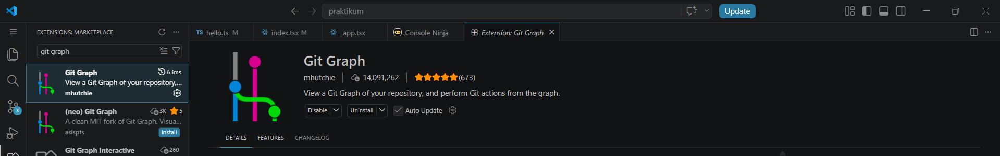 praktikum
Update
EXTENSIONS: MARKETPLACE
git graph
Git Graph
63ms
View a Git Graph of your repository,...
mhutchie
(neo) Git Graph
3K
5
A clean MIT fork of Git Graph. Visua...
asispts
Install
Git Graph Interactive
260
3
TS hello.ts M
index.tsx M
_app.tsx
Console Ninja
Extension: Git Graph
Git Graph
mhutchie
14,091,262
(673)
View a Git Graph of your repository, and perform Git actions from the graph.
Disable
Uninstall
Auto Update
DETAILS
FEATURES
CHANGELOG